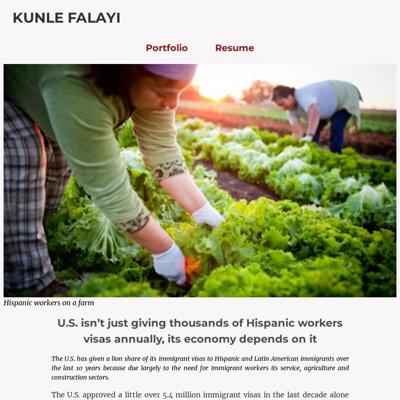 KUNLE FALAYI
Portfolio Resume
Hispanic workers on a farm
U.S. isn’t just giving thousands of Hispanic workers
visas annually, its economy depends on it
The U.S. has given a lion share of its immigrant visas to Hispanic and Latin American immigrants over
the last 10 years because due largely to the need for immigrant workers its service, agriculture and
construction sectors.
The U.S. approved a little over 5.4 million immigrant visas in the last decade alone